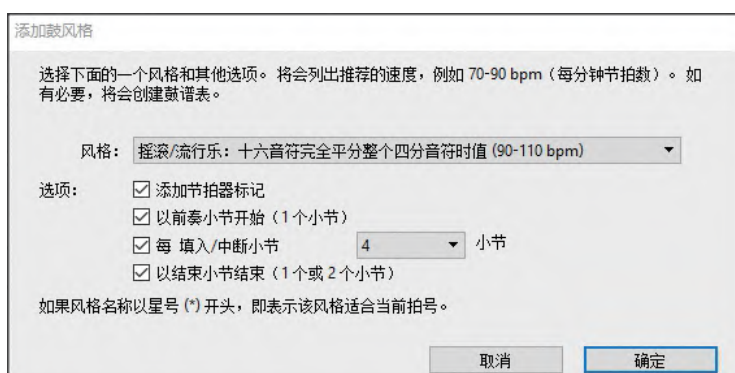 添加鼓风格
选择下面的一个风格和其他选项。将会列出推荐的速度，例如 70-90 bpm（每分钟节拍数）。如
有必要，将会创建鼓谱表。
风格： 摇滚/流行乐：十六音符完全平分整个四分音符时值 (90-110 bpm)
选项： 添加节拍器标记
以前奏小节开始（1 个小节）
每 填入/中断小节 4 小节
以结束小节结束（1个或 2 个小节）
如果风格名称以星号 (*) 开头，即表示该风格适合当前拍号。
取消 确定